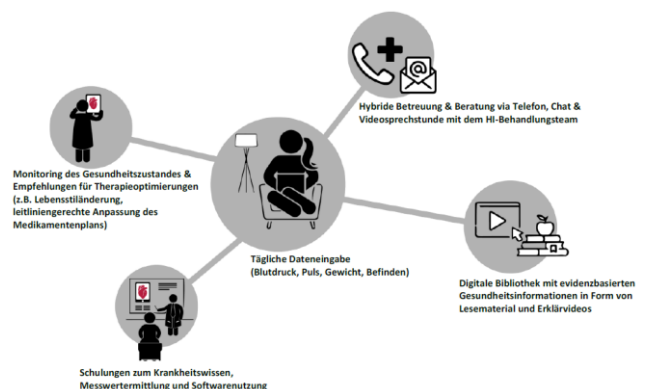 Hybride Betreuung & Beratung via Telefon, Chat &
Videosprechstunde mit dem HI-Behandlungsteam
Monitoring des Gesundheitszustandes &
Empfehlungen für Therapieoptimierungen
(z.B. Lebensstiländerung,
leitliniengerechte Anpassung des
Medikamentenplans)
Tägliche Dateneingabe
(Blutdruck, Puls, Gewicht, Befinden)
Digitale Bibliothek mit evidenzbasierten
Gesundheitsinformationen in Form von
Lesematerial und Erklärvideos
Schulungen zum Krankheitswissen,
Messwertermittlung und Softwarenutzung